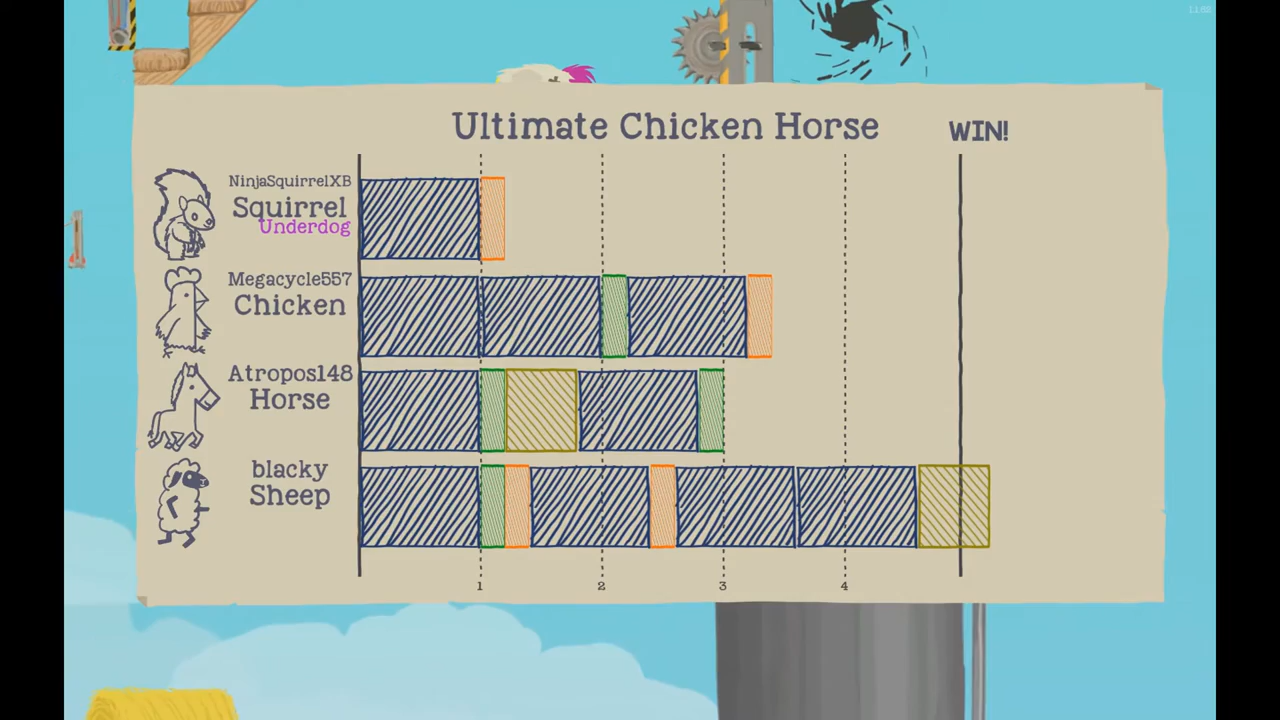 Ultimate Chicken Horse
WIN!
NinjaSquirrelXB
Squirrel
Underdog
Megacycle557
Chicken
Atropos148
Horse
blacky
Sheep
1 2 3 4